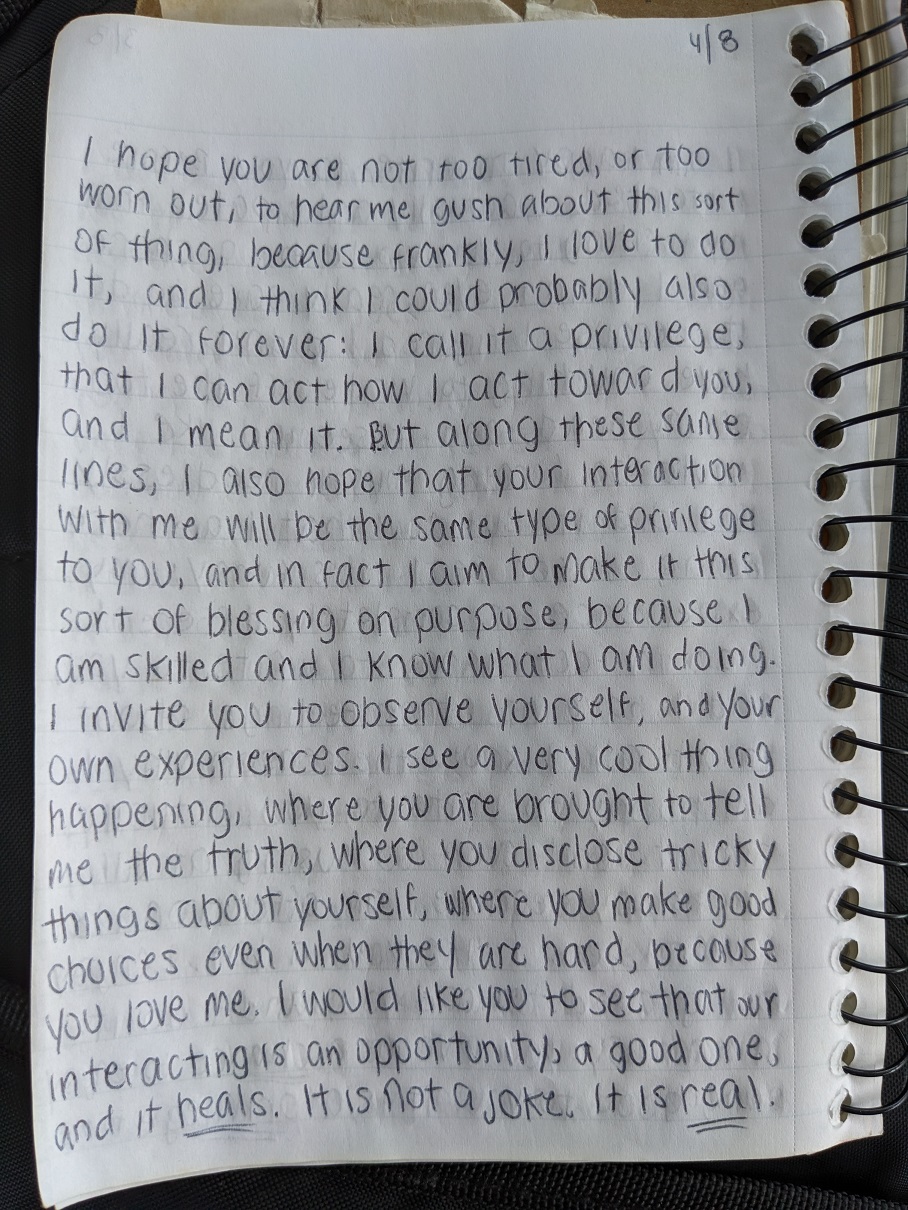 4/8
I hope you are not too tired, or too
worn out, to hear me gush about this sort
of thing, because frankly, I love to do
it, and I think I could probably also
do it forever: I call it a privilege,
that I can act how I act toward you,
and I mean it. But along these same
lines, I also hope that your interaction
with me will be the same type of privilege
to you, and in fact I aim to make it this
sort of blessing on purpose, because I
am skilled and I know what I am doing.
I invite you to observe yourself, and your
own experiences. I see a very cool thing
happening, where you are brought to tell
me the truth, where you disclose tricky
things about yourself, where you make good
choices even when they are hard, because
you love me. I would like you to see that our
interacting is an opportunity, a good one,
and it heals. It is not a joke. It is real.